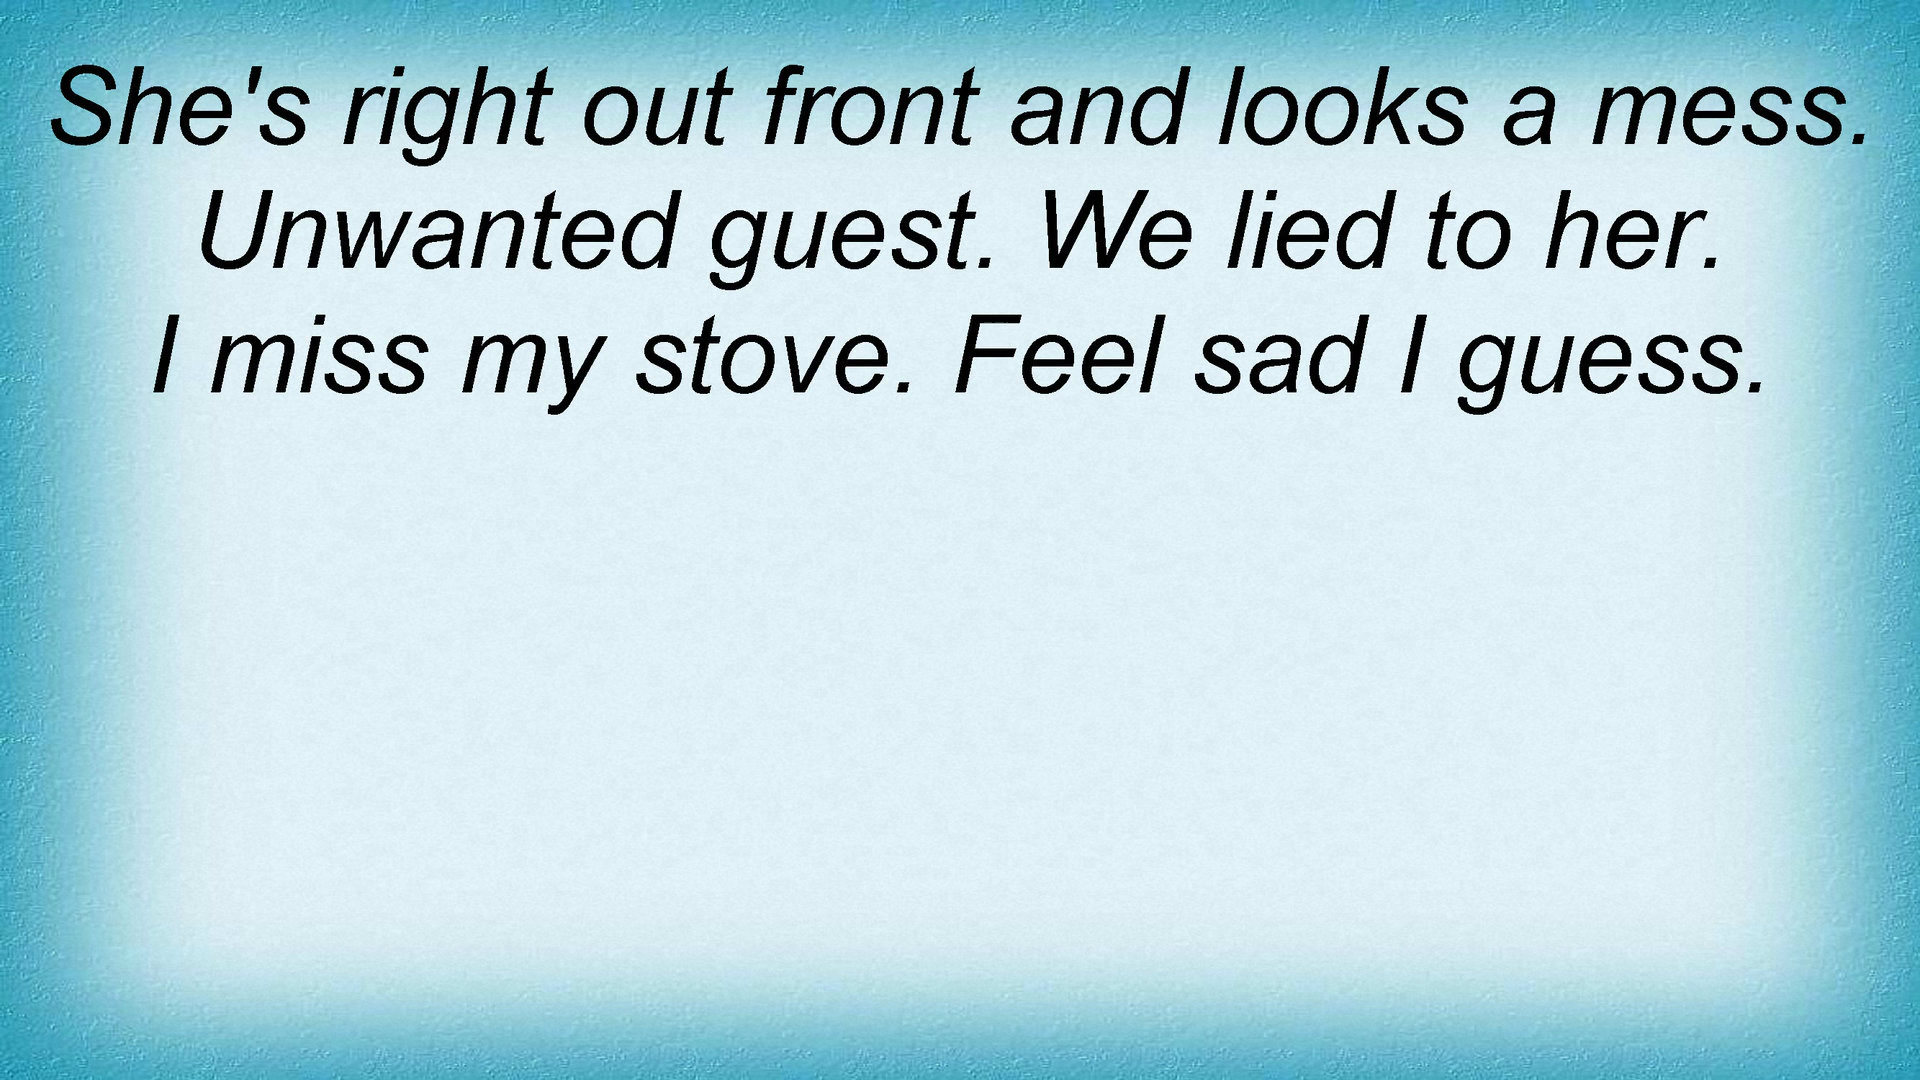 She's right out front and looks a mess.
Unwanted guest. We lied to her.
I miss my stove. Feel sad I guess.